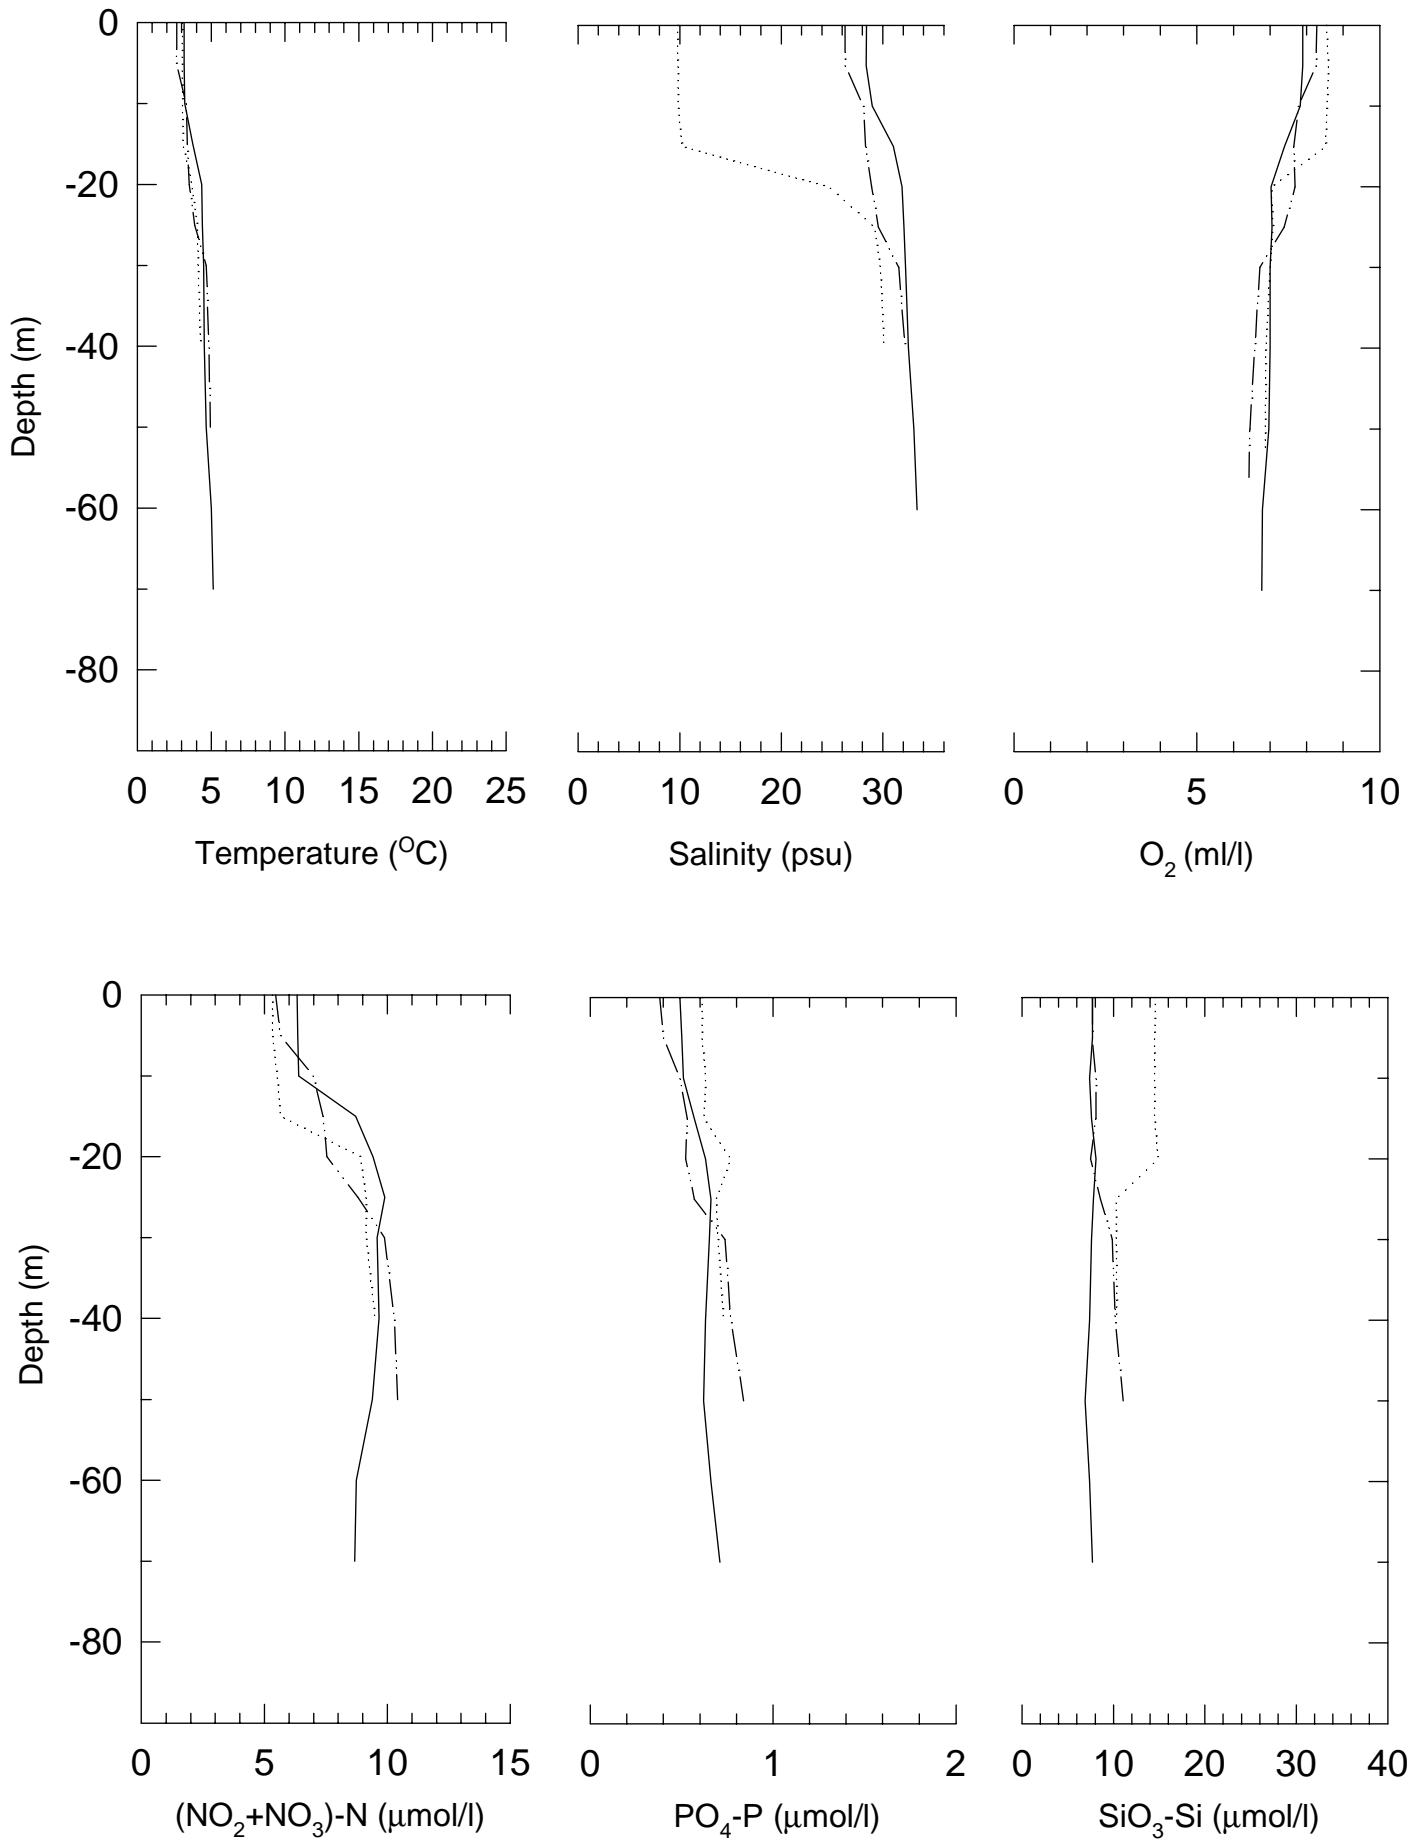 0
-20
-40
-60
-80
Depth (m)
0 5 10 15 20 25
Temperature (°C)
0 10 20 30
Salinity (psu)
0 5 10
O₂ (ml/l)
0
-20
-40
-60
-80
Depth (m)
0 5 10 15
(NO₂+NO₃)-N (μmol/l)
0 1 2
PO₄-P (μmol/l)
0 10 20 30 40
SiO₃-Si (μmol/l)